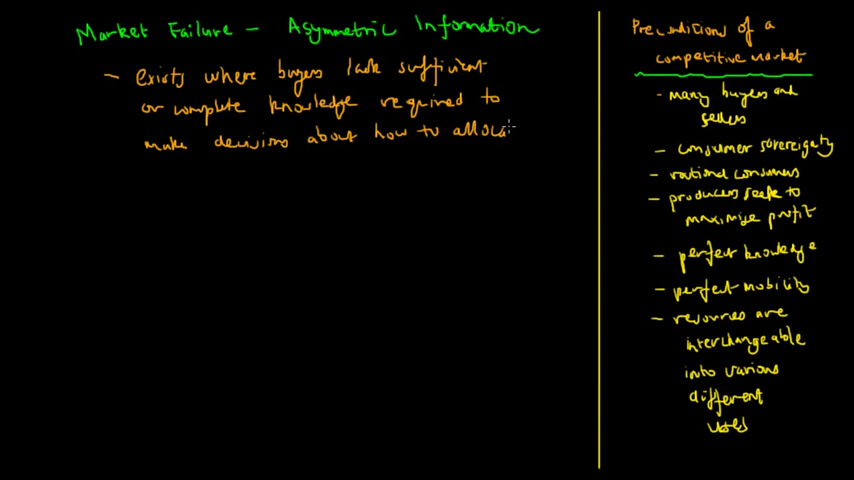 Market Failure - Asymmetric Infomation
- exists where buyers lack sufficient
or complete knowledge required to
make decisions about how to alloca
Preconditions of a
competitive market
- many buyers and
sellers
- consumer sovereignty
- rational consumers
- producers seek to
maximise profit
- perfect knowledge
- perfect mobility
- resources are
interchangeable
into various
different
uses